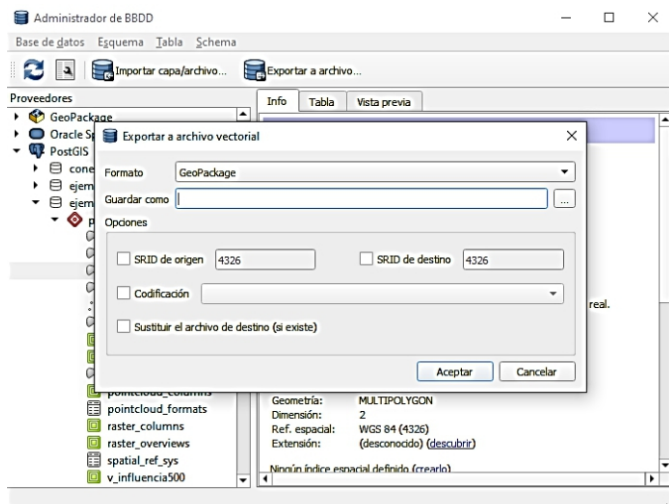 Administrador de BBDD
Base de datos Esquema Tabla Schema
Importar capa/archivo... Exportar a archivo...
Proveedores
Info Tabla Vista previa
GeoPackage
Oracle Sp
PostGIS
cone
ejem
ejem
p
Exportar a archivo vectorial
Formato GeoPackage
Guardar como ...
Opciones
SRID de origen 4326 SRID de destino 4326
Codificación
Sustituir el archivo de destino (si existe)
Aceptar Cancelar
real.
pointcloud_columns
pointcloud_formats
raster_columns
raster_overviews
spatial_ref_sys
v_influencia500
Geometría: MULTIPOLYGON
Dimensión: 2
Ref. espacial: WGS 84 (4326)
Extensión: (desconocido) (descubrir)
Ningún índice espacial definido (crearlo)